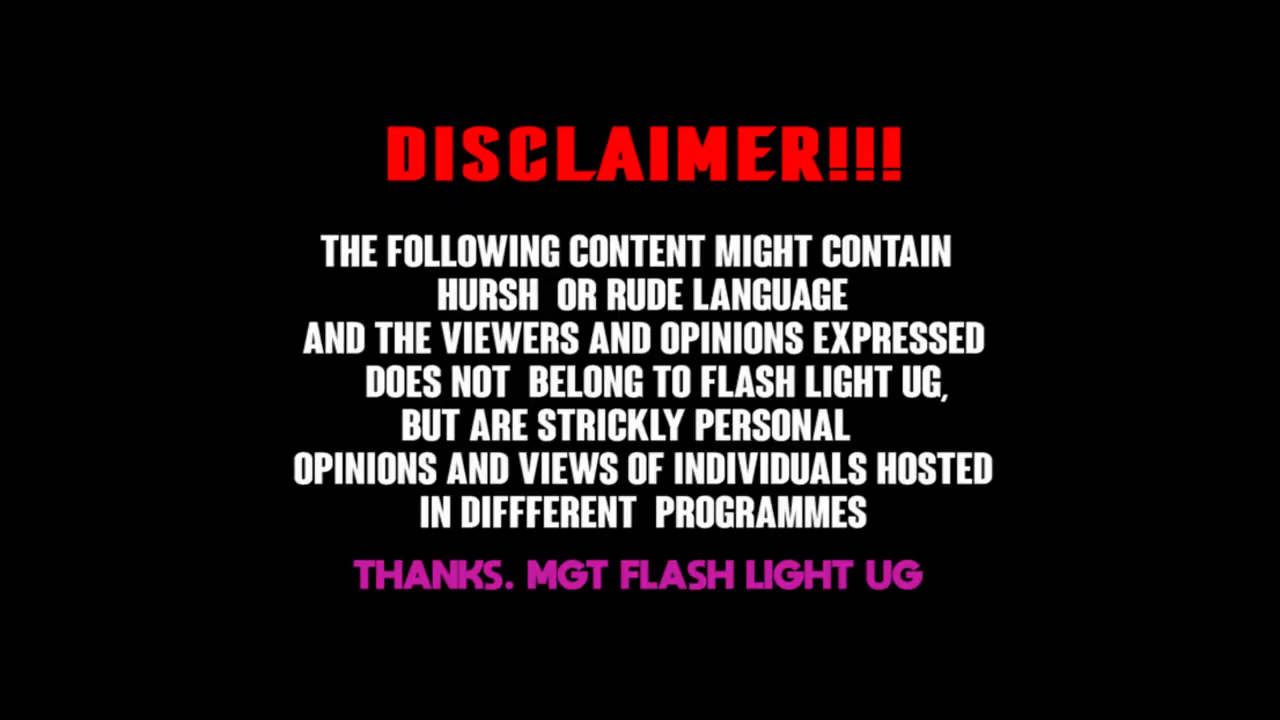 DISCLAIMER!!!
THE FOLLOWING CONTENT MIGHT CONTAIN
HURSH OR RUDE LANGUAGE
AND THE VIEWERS AND OPINIONS EXPRESSED
DOES NOT BELONG TO FLASH LIGHT UG,
BUT ARE STRICKLY PERSONAL
OPINIONS AND VIEWS OF INDIVIDUALS HOSTED
IN DIFFFERENT PROGRAMMES
THANKS. MGT FLASH LIGHT UG